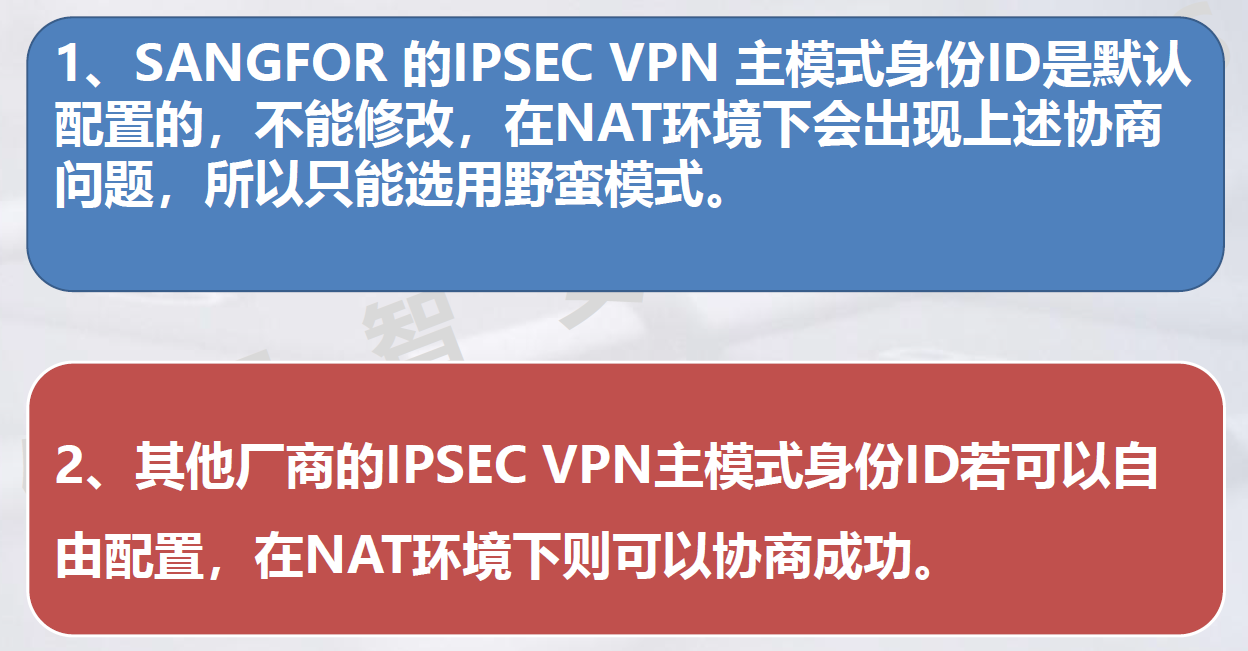 1、SANGFOR 的IPSEC VPN 主模式身份ID是默认
配置的，不能修改，在NAT环境下会出现上述协商
问题，所以只能选用野蛮模式。
智
2、其他厂商的IPSEC VPN主模式身份ID若可以自
由配置，在NAT环境下则可以协商成功。